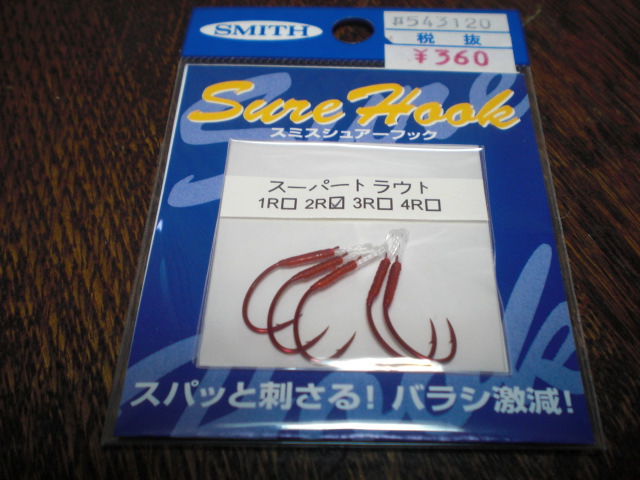 SMITH
#543120
税 抜
¥360
Sure Hook
スミスシュアーフック
スーパートラウト
1R□ 2R☑ 3R□ 4R□
スパッと刺さる! バラシ激減!